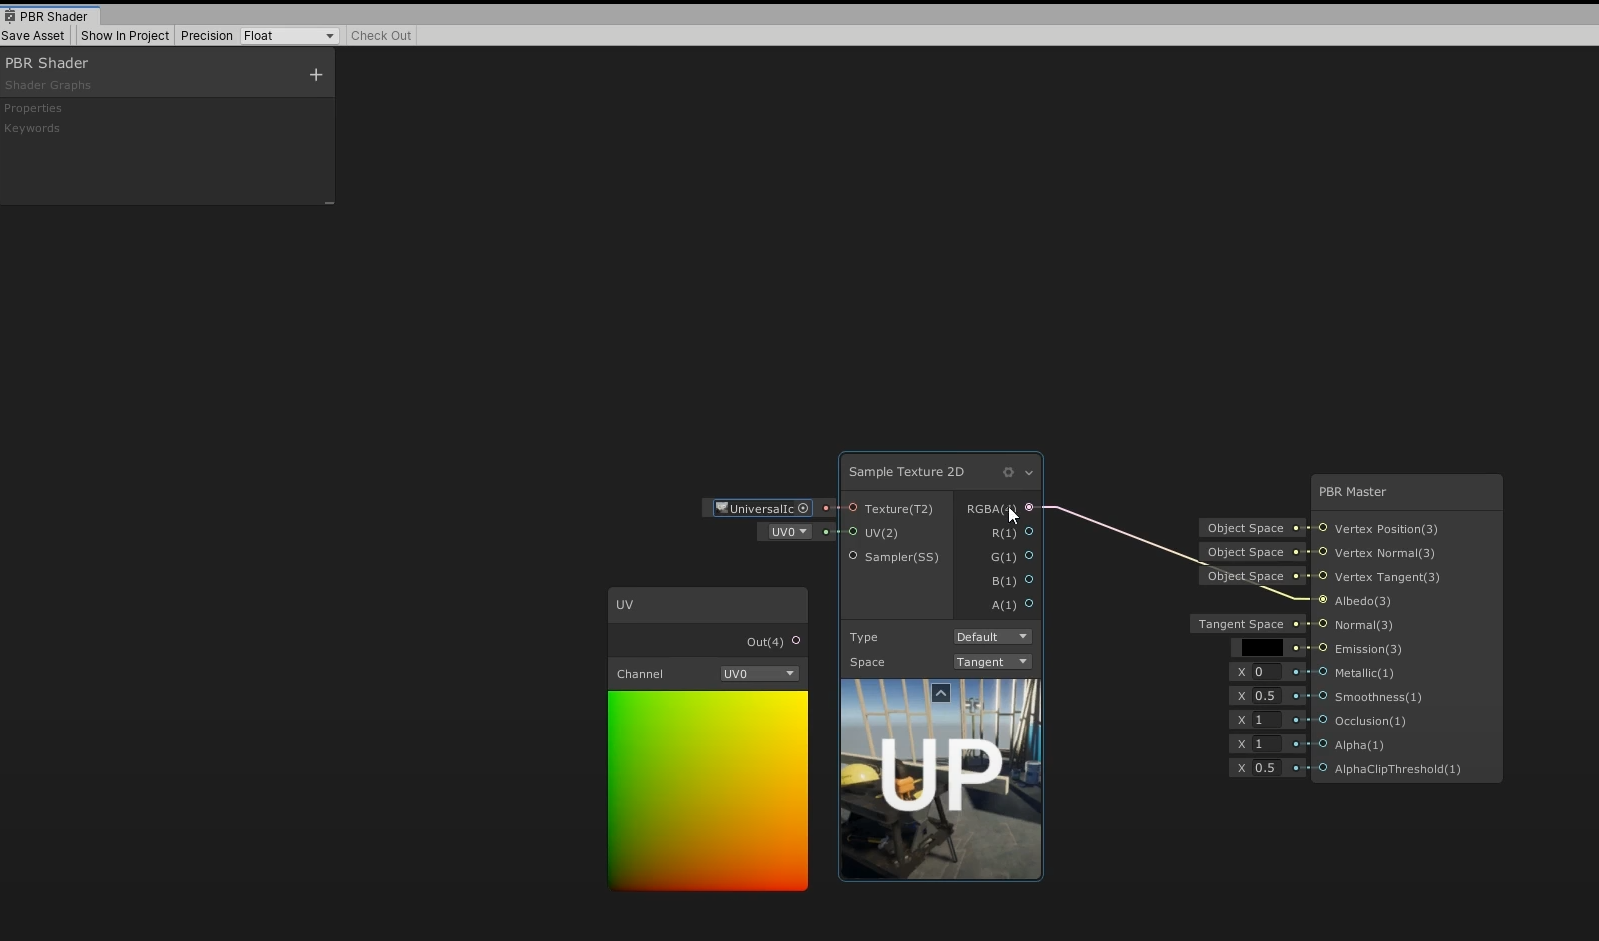 PBR Shader
Save Asset Show In Project Precision Float Check Out
PBR Shader
Shader Graphs
Properties
Keywords
Sample Texture 2D
UniversalIc Texture(T2) RGBA(4)
UV0 UV(2) R(1)
Sampler(SS) G(1)
B(1)
A(1)
Type Default
Space Tangent
UP
UV
Out(4)
Channel UV0
PBR Master
Object Space Vertex Position(3)
Object Space Vertex Normal(3)
Object Space Vertex Tangent(3)
Albedo(3)
Tangent Space Normal(3)
Emission(3)
X 0 Metallic(1)
X 0.5 Smoothness(1)
X 1 Occlusion(1)
X 1 Alpha(1)
X 0.5 AlphaClipThreshold(1)